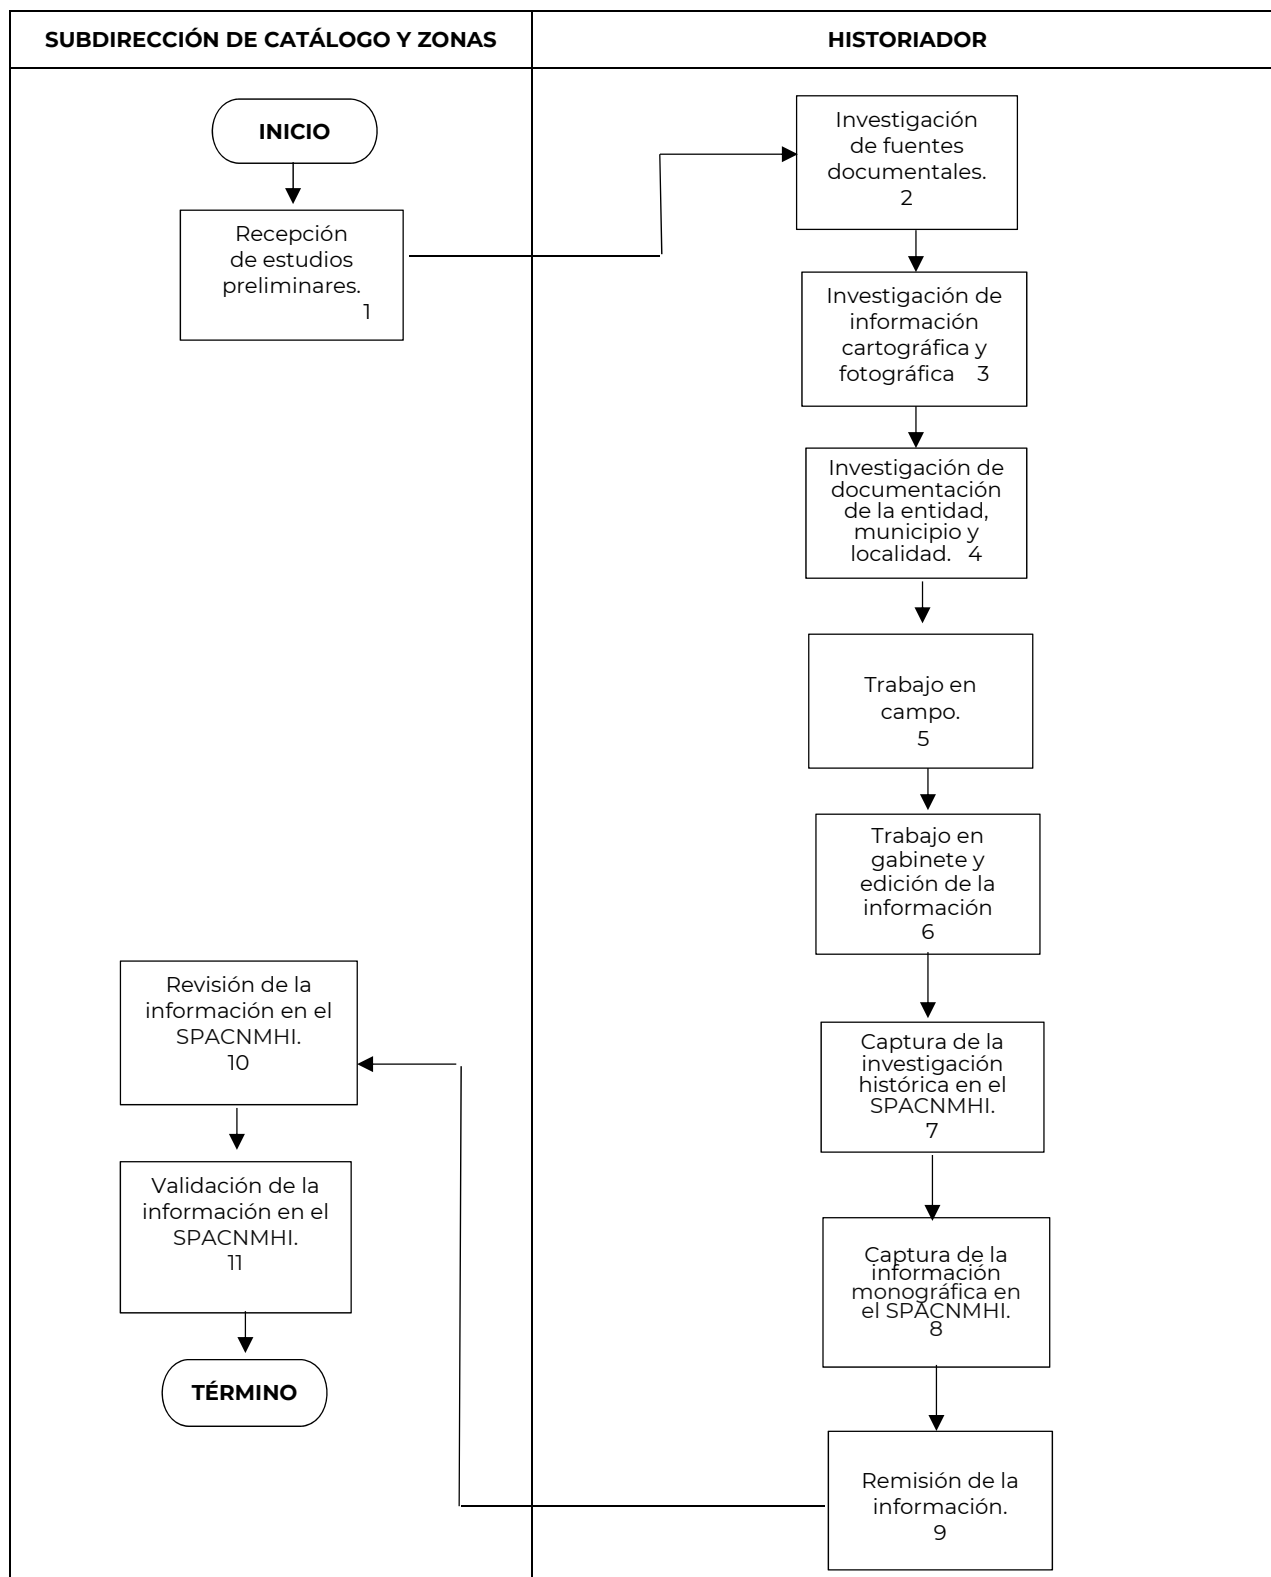 SUBDIRECCIÓN DE CATÁLOGO Y ZONAS
HISTORIADOR
INICIO
Recepción
de estudios
preliminares.
1
Investigación
de fuentes
documentales.
2
Investigación de
información
cartográfica y
fotográfica 3
Investigación de
documentación
de la entidad,
municipio y
localidad. 4
Trabajo en
campo.
5
Trabajo en
gabinete y
edición de la
información
6
Captura de la
investigación
histórica en el
SPACNMHI.
7
Captura de la
información
monográfica en
el SPACNMHI.
8
Remisión de la
información.
9
Revisión de la
información en el
SPACNMHI.
10
Validación de la
información en el
SPACNMHI.
11
TÉRMINO